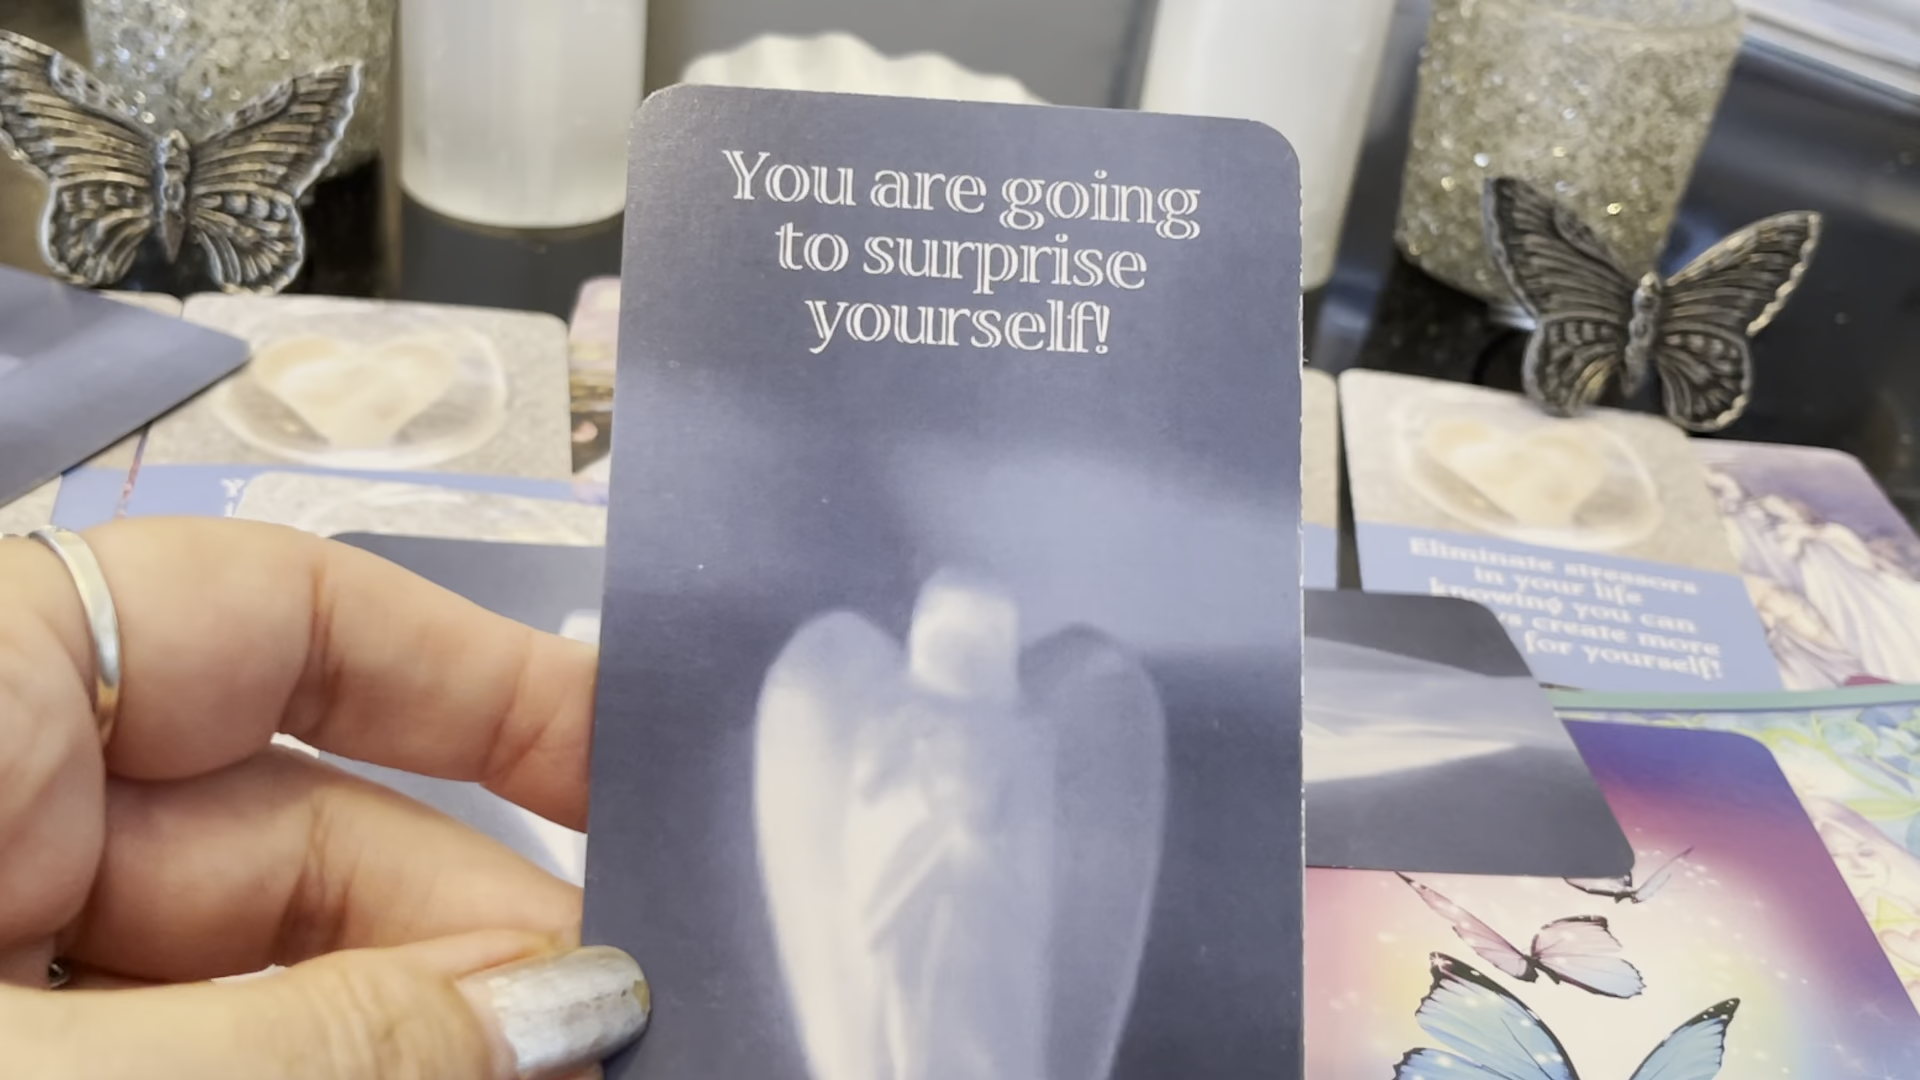 You are going
to surprise
yourself!
Y
Eliminate stressors
in your life
knowing you can
create more
for yourself!